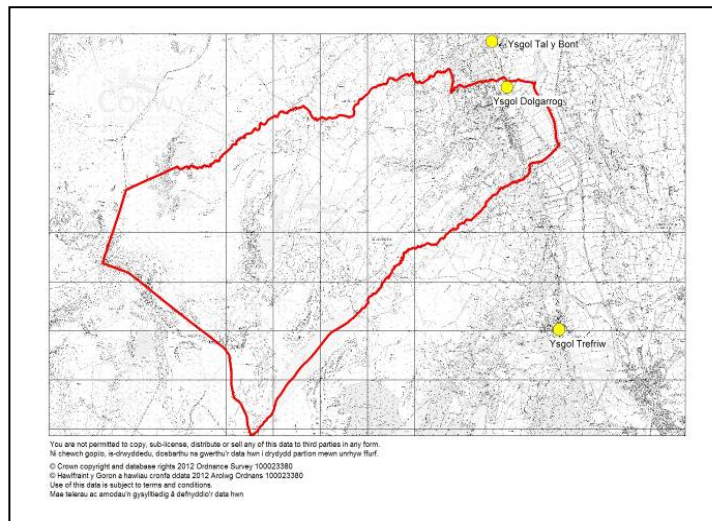 CONWY
Ysgol Tal y Bont
Ysgol Dolgarrog
Ysgol Trefriw
You are not permitted to copy, sub-license, distribute or sell any of this data to third parties in any form.
Ni chewch gopïo, is-drwyddedu, dosbarthu na gwerthu'r data hwn i drydydd partïon mewn unrhyw ffurf.
© Crown copyright and database rights 2012 Ordnance Survey 100023380
© Hawlfraint y Goron a hawliau cronfa ddata 2012 Arolwg Ordnans 100023380
Use of this data is subject to terms and conditions.
Mae telerau ac amodau'n gysylltiedig â defnyddio'r data hwn